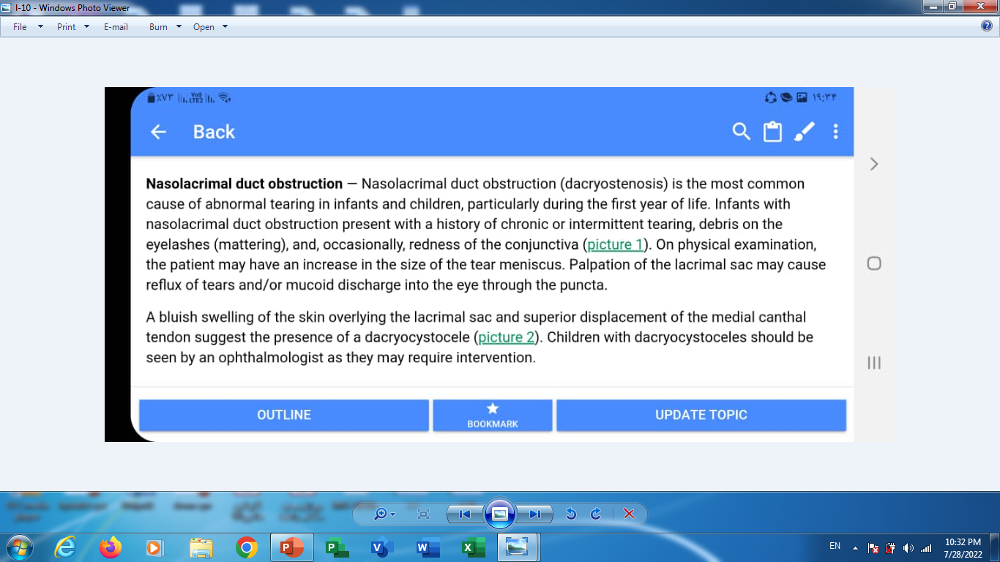 I-10 - Windows Photo Viewer
File Print E-mail Burn Open
٪۷۳ LTE2 ۱۹:۳۴
Back
Nasolacrimal duct obstruction — Nasolacrimal duct obstruction (dacryostenosis) is the most common
cause of abnormal tearing in infants and children, particularly during the first year of life. Infants with
nasolacrimal duct obstruction present with a history of chronic or intermittent tearing, debris on the
eyelashes (mattering), and, occasionally, redness of the conjunctiva (picture 1). On physical examination,
the patient may have an increase in the size of the tear meniscus. Palpation of the lacrimal sac may cause
reflux of tears and/or mucoid discharge into the eye through the puncta.
A bluish swelling of the skin overlying the lacrimal sac and superior displacement of the medial canthal
tendon suggest the presence of a dacryocystocele (picture 2). Children with dacryocystoceles should be
seen by an ophthalmologist as they may require intervention.
OUTLINE BOOKMARK UPDATE TOPIC
EN 10:32 PM
7/28/2022